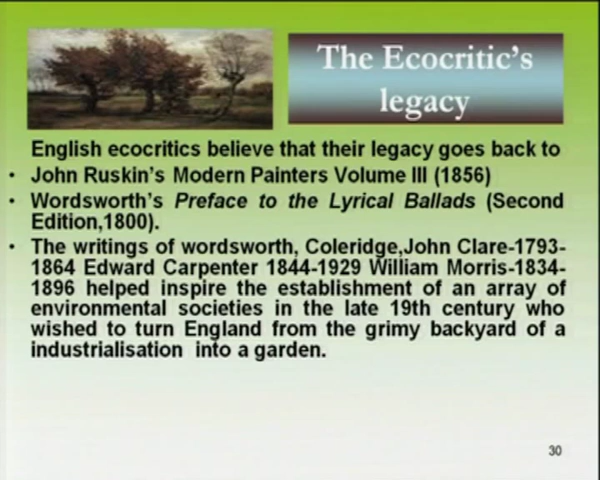 The Ecocritic's
legacy
English ecocritics believe that their legacy goes back to
• John Ruskin's Modern Painters Volume III (1856)
• Wordsworth's Preface to the Lyrical Ballads (Second
Edition,1800).
• The writings of wordsworth, Coleridge,John Clare-1793-
1864 Edward Carpenter 1844-1929 William Morris-1834-
1896 helped inspire the establishment of an array of
environmental societies in the late 19th century who
wished to turn England from the grimy backyard of a
industrialisation into a garden.
30